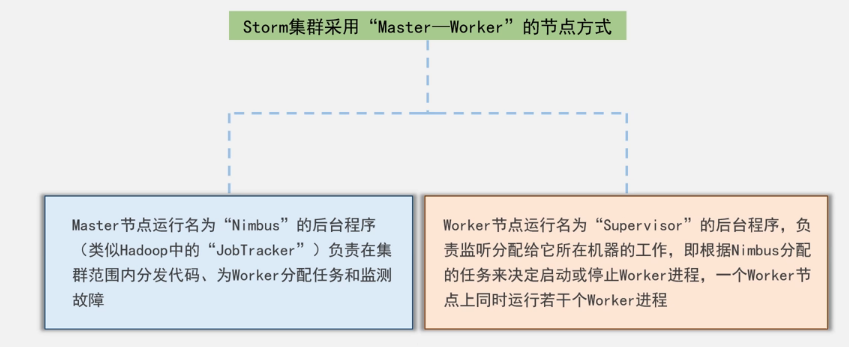 Storm集群采用“Master—Worker”的节点方式
Master节点运行名为“Nimbus”的后台程序
（类似Hadoop中的“JobTracker”）负责在集
群范围内分发代码、为Worker分配任务和监测
故障
Worker节点运行名为“Supervisor”的后台程序，负
责监听分配给它所在机器的工作，即根据Nimbus分配
的任务来决定启动或停止Worker进程，一个Worker节
点上同时运行若干个Worker进程